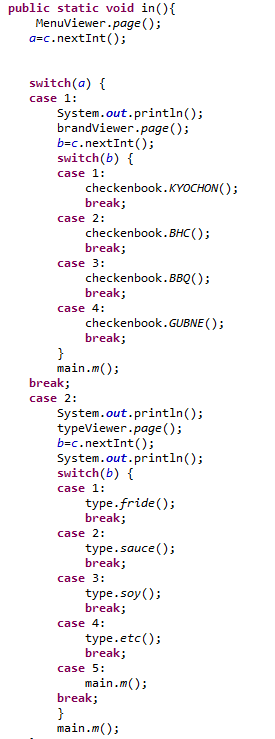 public static void in(){
MenuViewer.page();
a=c.nextInt();
switch(a) {
case 1:
System.out.println();
brandViewer.page();
b=c.nextInt();
switch(b) {
case 1:
checkenbook.KYOCHON();
break;
case 2:
checkenbook.BHC();
break;
case 3:
checkenbook.BBQ();
break;
case 4:
checkenbook.GUBNE();
break;
}
main.m();
break;
case 2:
System.out.println();
typeViewer.page();
b=c.nextInt();
System.out.println();
switch(b) {
case 1:
type.fride();
break;
case 2:
type.sauce();
break;
case 3:
type.soy();
break;
case 4:
type.etc();
break;
case 5:
main.m();
break;
}
main.m();